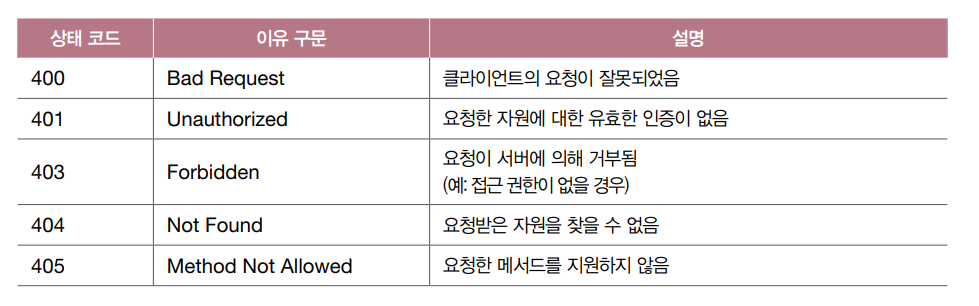 상태 코드 이유 구문 설명
400 Bad Request 클라이언트의 요청이 잘못되었음
401 Unauthorized 요청한 자원에 대한 유효한 인증이 없음
403 Forbidden 요청이 서버에 의해 거부됨
(예: 접근 권한이 없을 경우)
404 Not Found 요청받은 자원을 찾을 수 없음
405 Method Not Allowed 요청한 메서드를 지원하지 않음